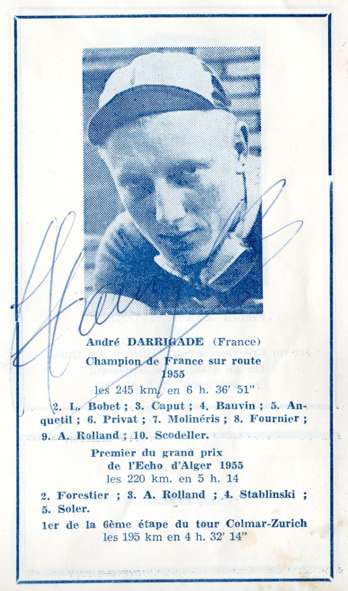 André DARRIGADE (France)
Champion de France sur route
1955
les 245 km. en 6 h. 36' 51"
2. L. Bobet ; 3. Caput ; 4. Bauvin ; 5. An-
quetil ; 6. Privat ; 7. Molinéris ; 8. Fournier ;
9. A. Rolland ; 10. Scodeller.
Premier du grand prix
de l'Echo d'Alger 1955
les 220 km. en 5 h. 14
2. Forestier ; 3. A Rolland ; 4. Stablinski ;
5. Soler.
1er de la 6ème étape du tour Colmar-Zurich
les 195 km en 4 h. 32' 14"